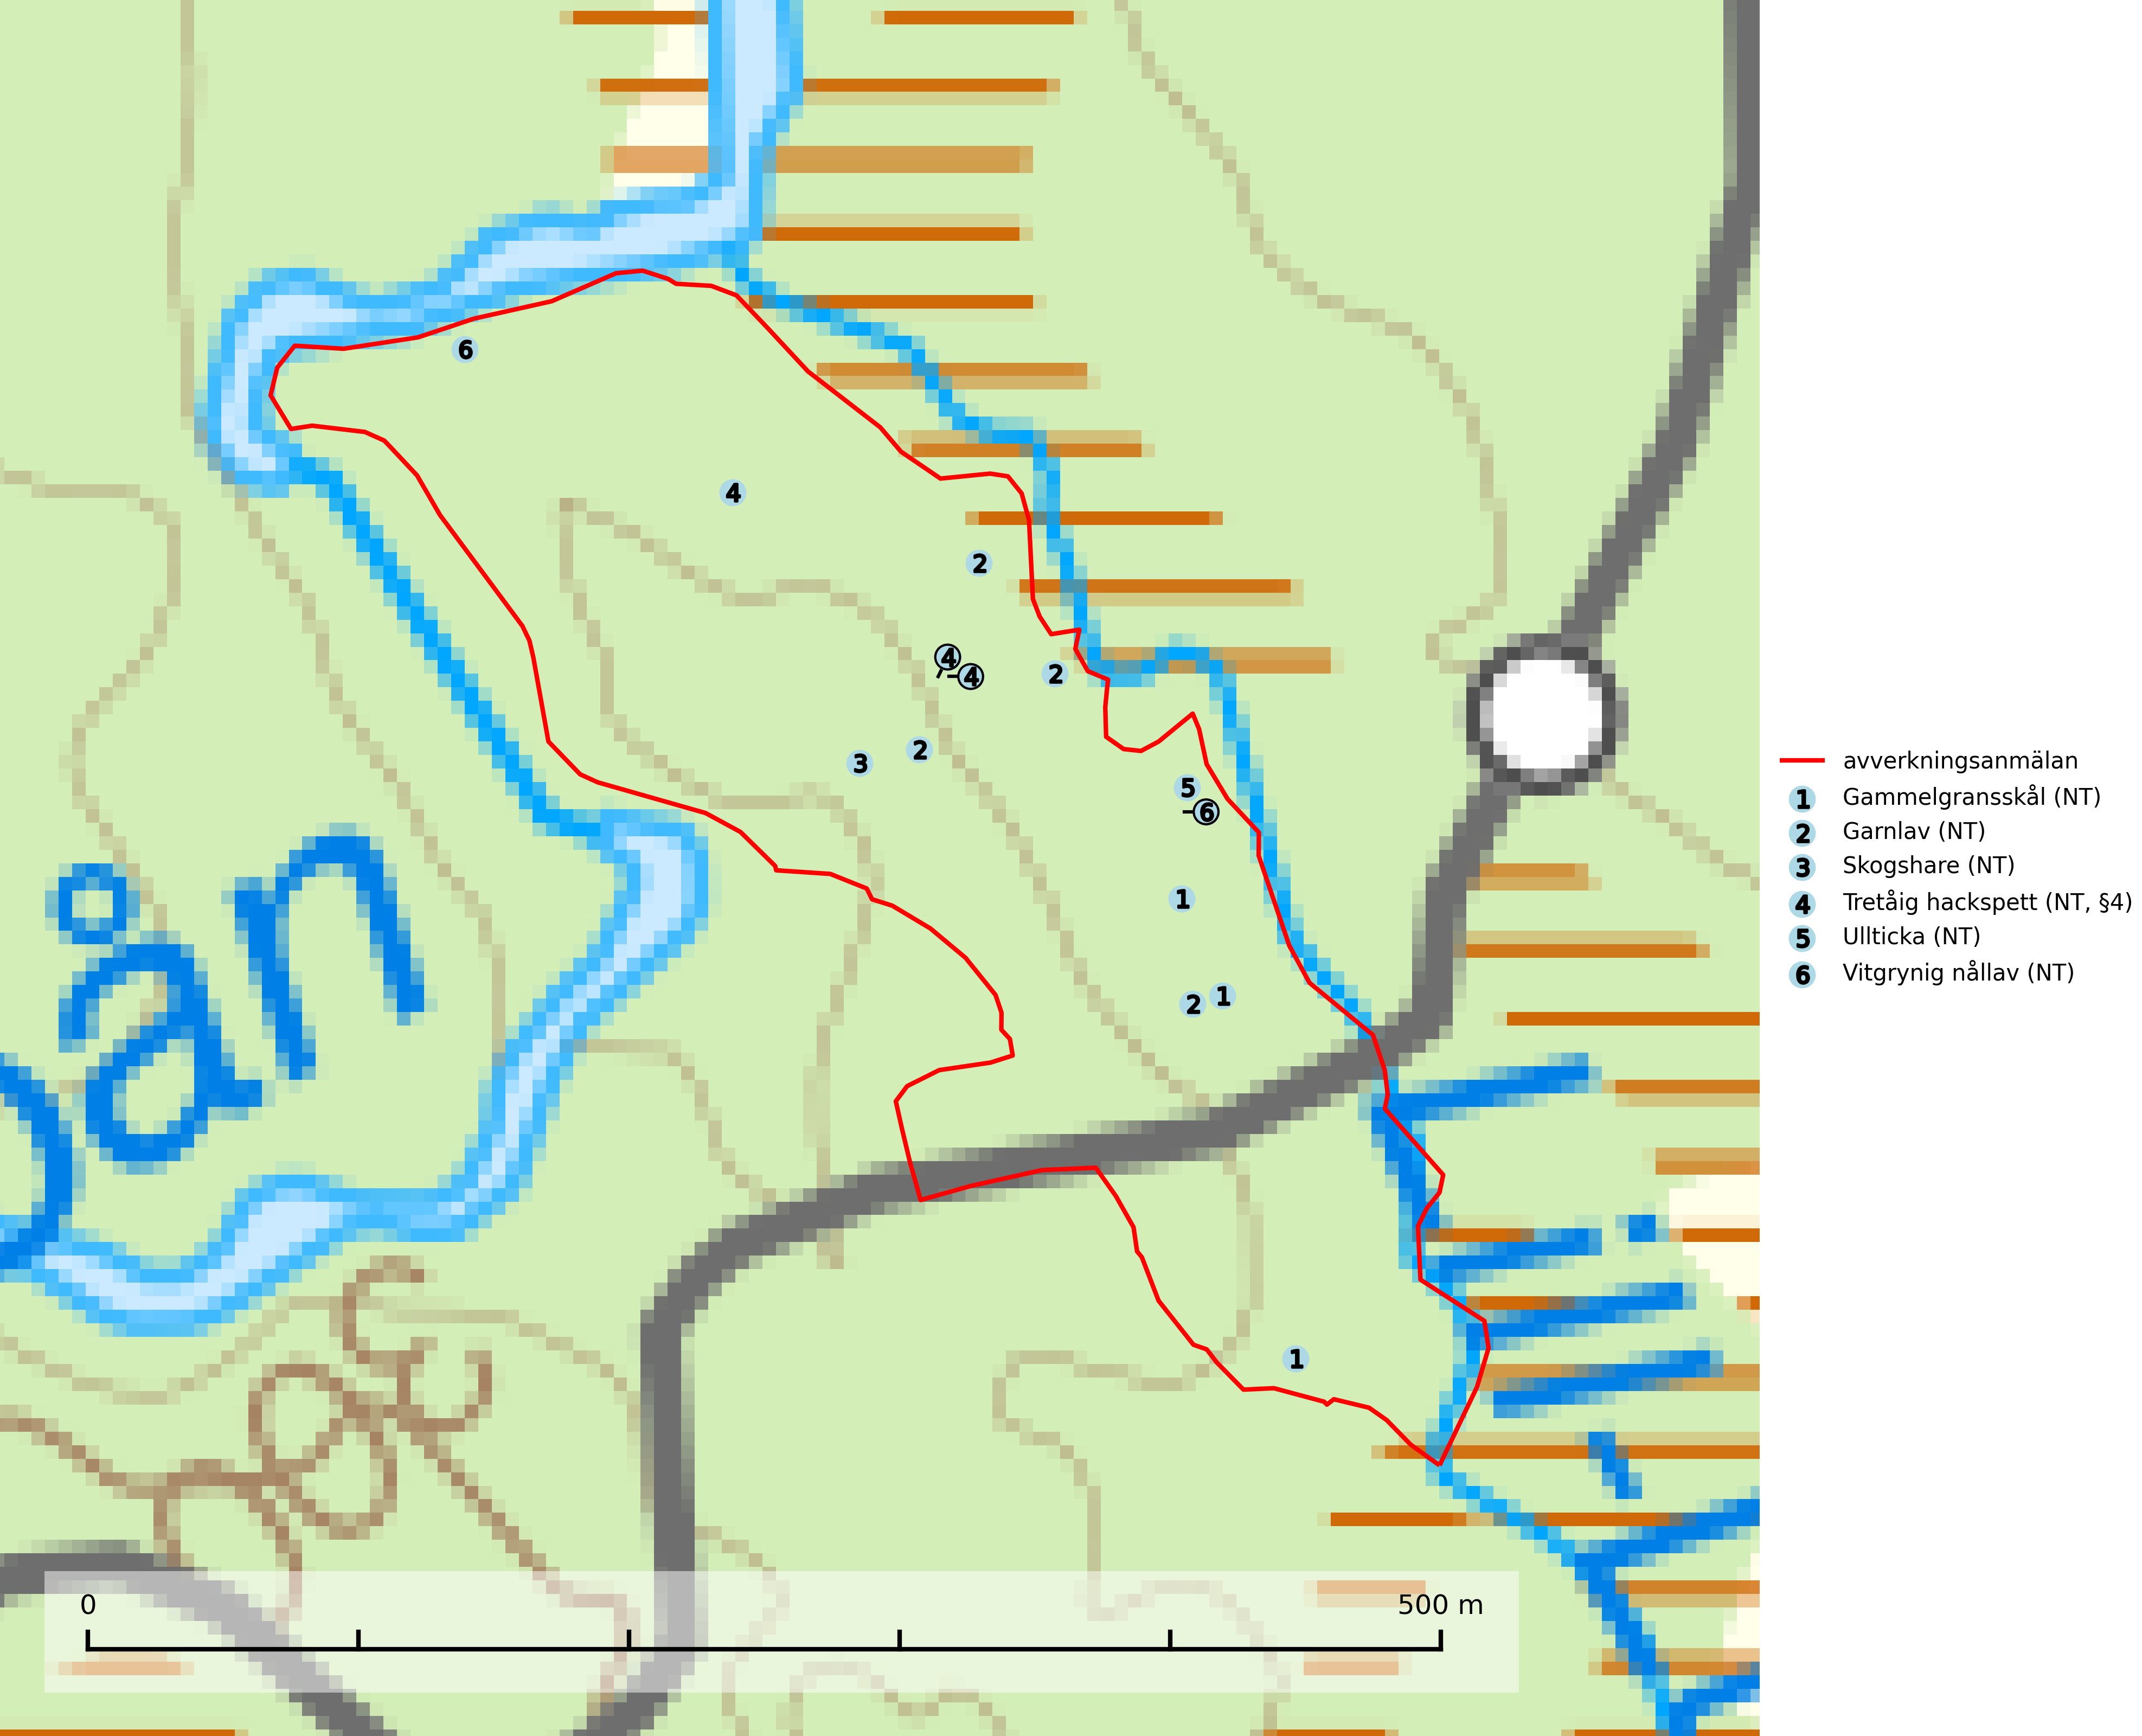 6
4
2
4
4
2
2
3
5
6
1
2
1
1
avverkningsanmälan
1 Gammelgransskål (NT)
2 Garnlav (NT)
3 Skogshare (NT)
4 Tretåig hackspett (NT, §4)
5 Ullticka (NT)
6 Vitgrynig nållav (NT)
0 500 m